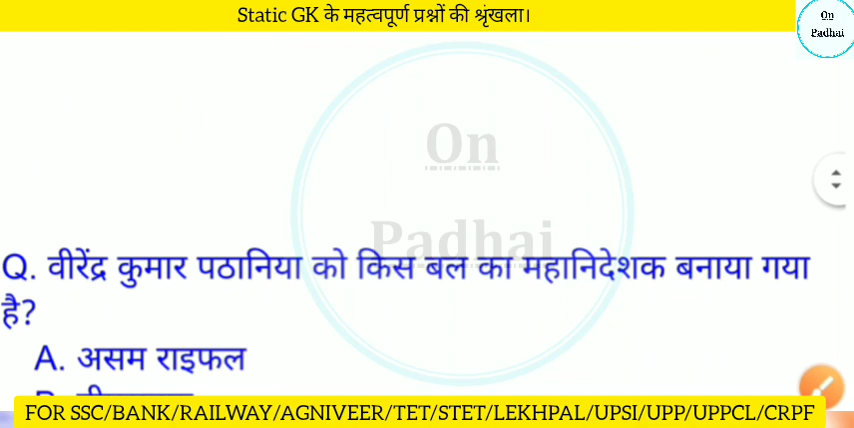 Static GK के महत्वपूर्ण प्रश्नों की श्रृंखला।
On
Padhai
On
Padhai
Q. वीरेंद्र कुमार पठानिया को किस बल का महानिदेशक बनाया गया
है?
A. असम राइफल
FOR SSC/BANK/RAILWAY/AGNIVEER/TET/STET/LEKHPAL/UPSI/UPP/UPPCL/CRPF